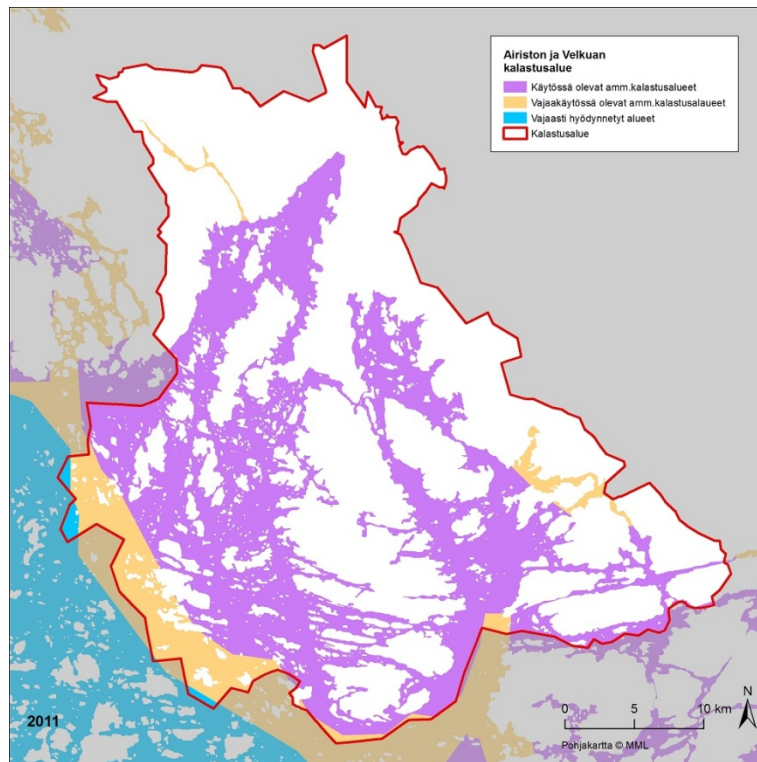 Airiston ja Velkuan
kalastusalue
Käytössä olevat amm.kalastusalueet
Vajaakäytössä olevat amm.kalastusalaueet
Vajaasti hyödynnetyt alueet
Kalastusalue
2011
N
0 5 10 km
Pohjakartta © MML